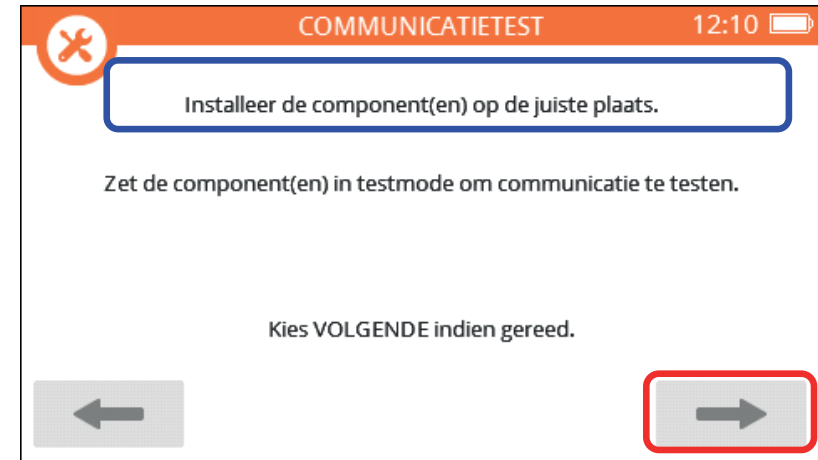 COMMUNICATIETEST 12:10
Installeer de component(en) op de juiste plaats.
Zet de component(en) in testmode om communicatie te testen.
Kies VOLGENDE indien gereed.